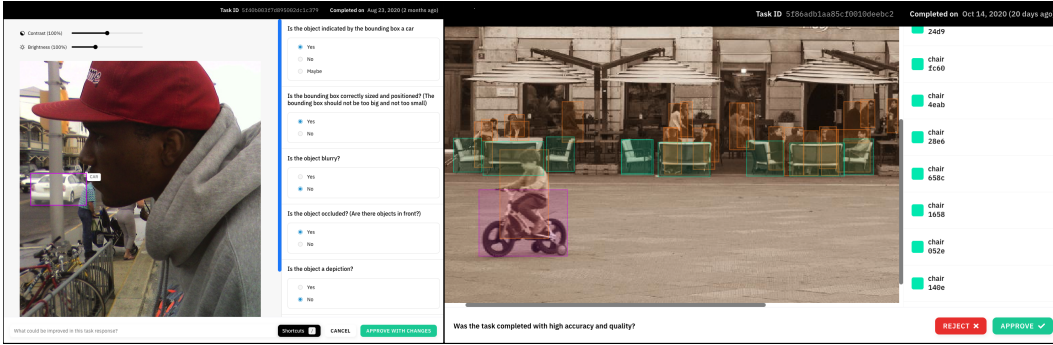 Task ID 5fd0b003f7d895002dc1c379 Completed on Aug 23, 2020 (2 months ago)
Contrast (100%)
Brightness (100%)
CAR
Is the object indicated by the bounding box a car
Yes
No
Maybe
Is the bounding box correctly sized and positioned? (The
bounding box should not be too big and not too small)
Yes
No
Is the object blurry?
Yes
No
Is the object occluded? (Are there objects in front?)
Yes
No
Is the object a depiction?
Yes
No
What could be improved in this task response?
Shortcuts
CANCEL
APPROVE WITH CHANGES
Task ID 5f86adb1aa85cf0010deebc2 Completed on Oct 14, 2020 (20 days ago
24d9
chair
fc60
chair
4eab
chair
28e6
chair
658c
chair
1658
chair
052e
chair
140e
Was the task completed with high accuracy and quality?
REJECT
APPROVE